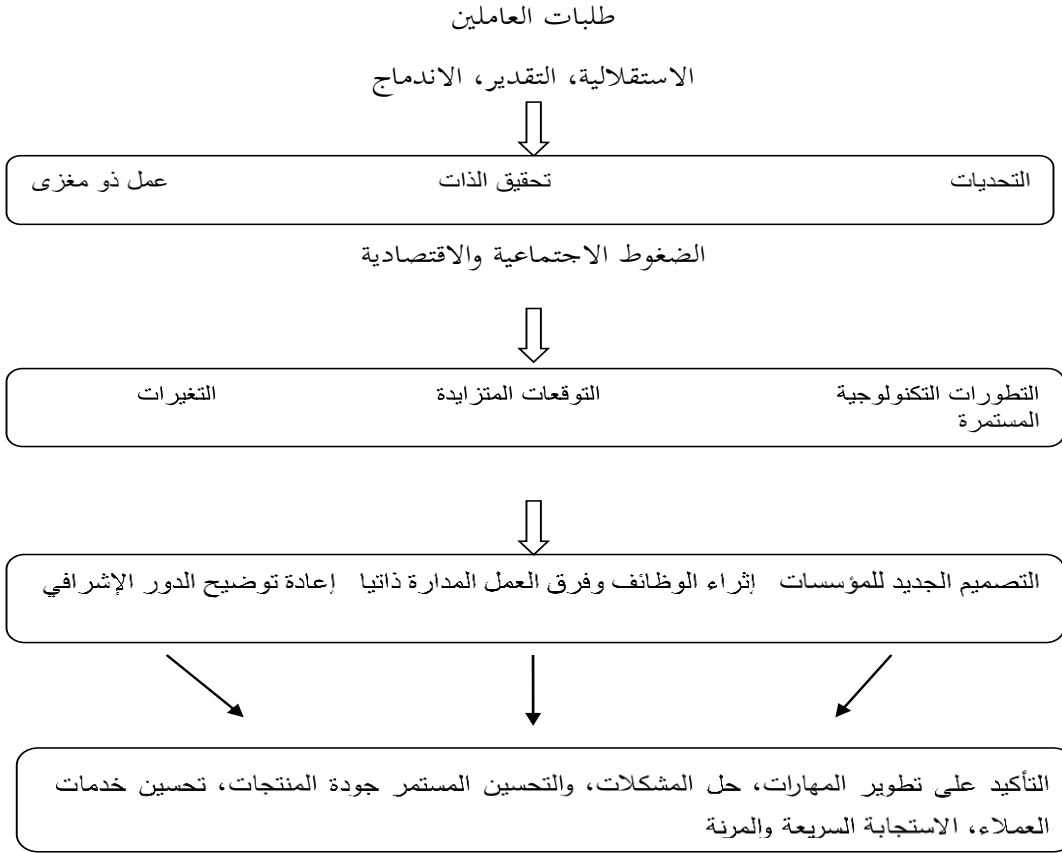 طلبات العاملين
الاستقلالية، التقدير، الاندماج
التحديات تحقيق الذات عمل ذو مغزى
الضغوط الاجتماعية والاقتصادية
التطورات التكنولوجية التوقعات المتزايدة التغيرات
المستمرة
التصميم الجديد للمؤسسات إثراء الوظائف وفرق العمل المدارة ذاتيا إعادة توضيح الدور الإشرافي
التأكيد على تطوير المهارات، حل المشكلات، والتحسين المستمر جودة المنتجات، تحسين خدمات
العملاء، الاستجابة السريعة والمرنة